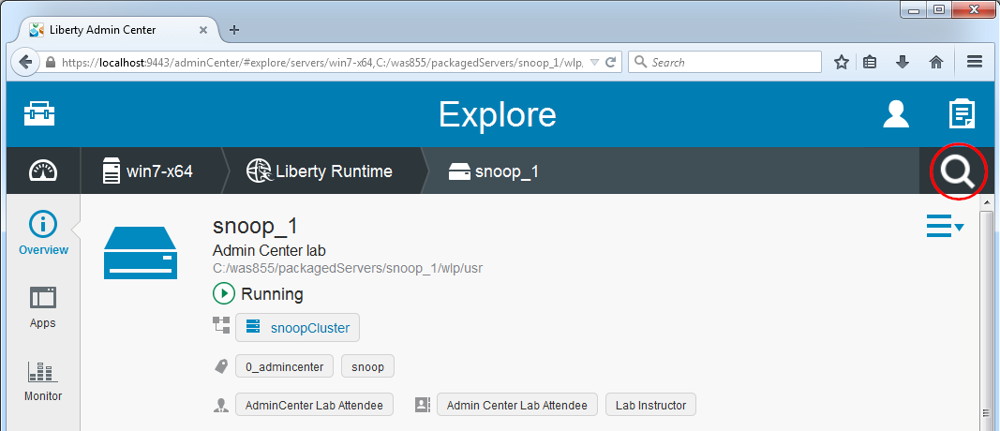 Liberty Admin Center
https://localhost:9443/adminCenter/#explore/servers/win7-x64,C:/was855/packagedServers/snoop_1/wlp, Search
Explore
win7-x64 Liberty Runtime snoop_1
Overview
Apps
Monitor
snoop_1
Admin Center lab
C:/was855/packagedServers/snoop_1/wlp/usr
Running
snoopCluster
0_admincenter snoop
AdminCenter Lab Attendee Admin Center Lab Attendee Lab Instructor